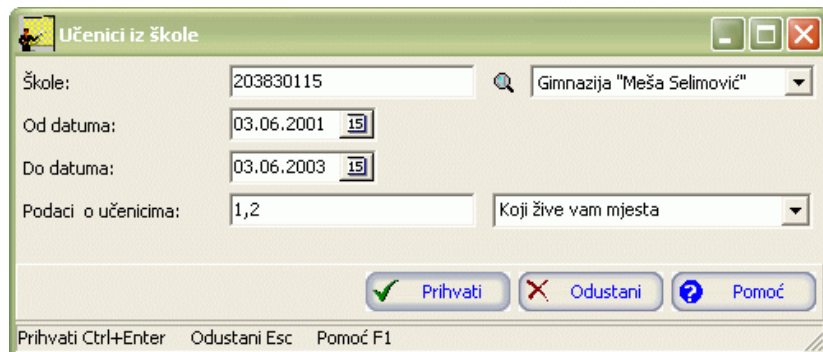 Učenici iz škole
Škole: 203830115 Gimnazija "Meša Selimović"
Od datuma: 03.06.2001 15
Do datuma: 03.06.2003 15
Podaci o učenicima: 1,2 Koji žive vam mjesta
Prihvati Odustani ? Pomoć
Prihvati Ctrl+Enter Odustani Esc Pomoć F1